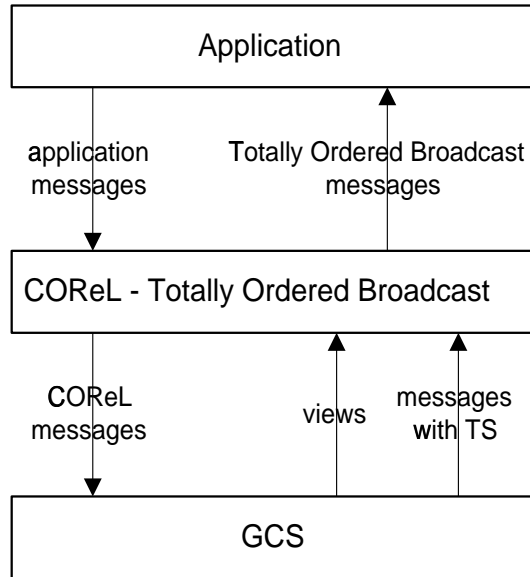 Application
application
messages
Totally Ordered Broadcast
messages
COReL - Totally Ordered Broadcast
COReL
messages
views
messages
with TS
GCS